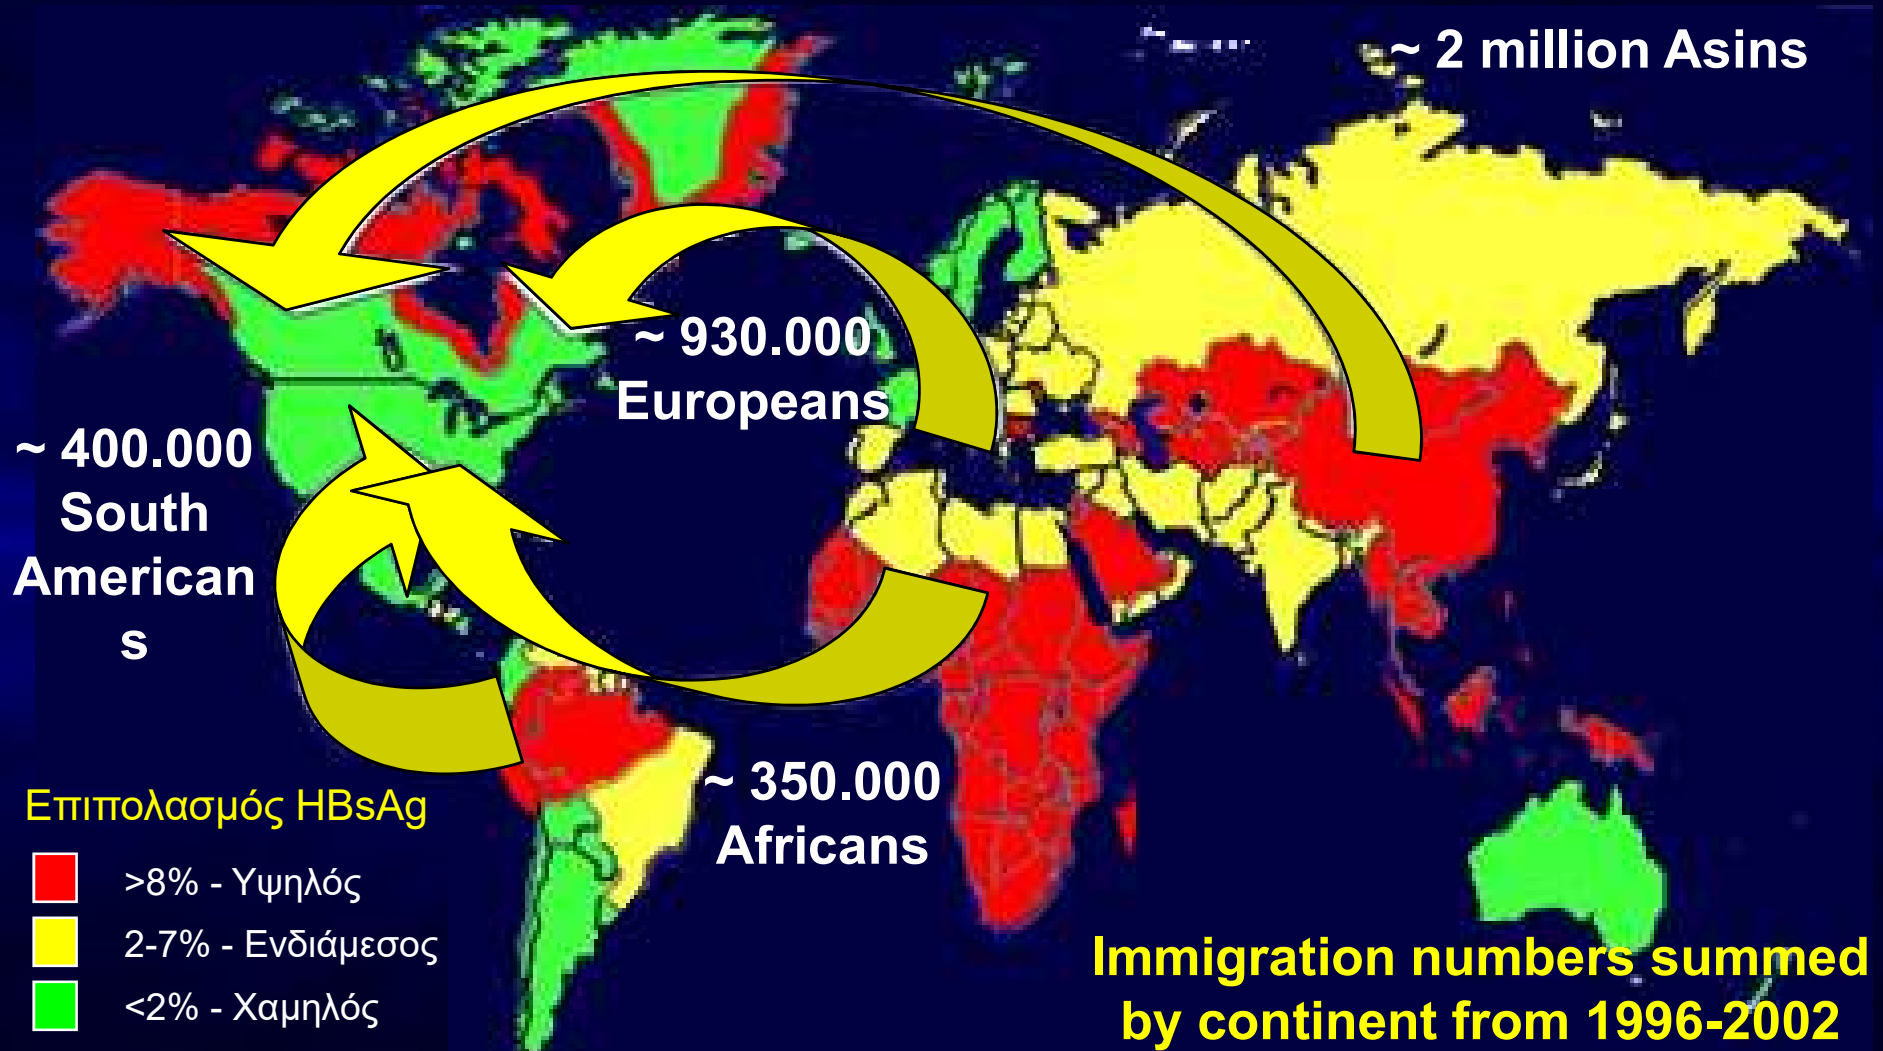 ~ 2 million Asins
~ 930.000
Europeans
~ 400.000
South
American
s
~ 350.000
Africans
Επιπολασμός HBsAg
>8% - Υψηλός
2-7% - Ενδιάμεσος
<2% - Χαμηλός
Immigration numbers summed
by continent from 1996-2002